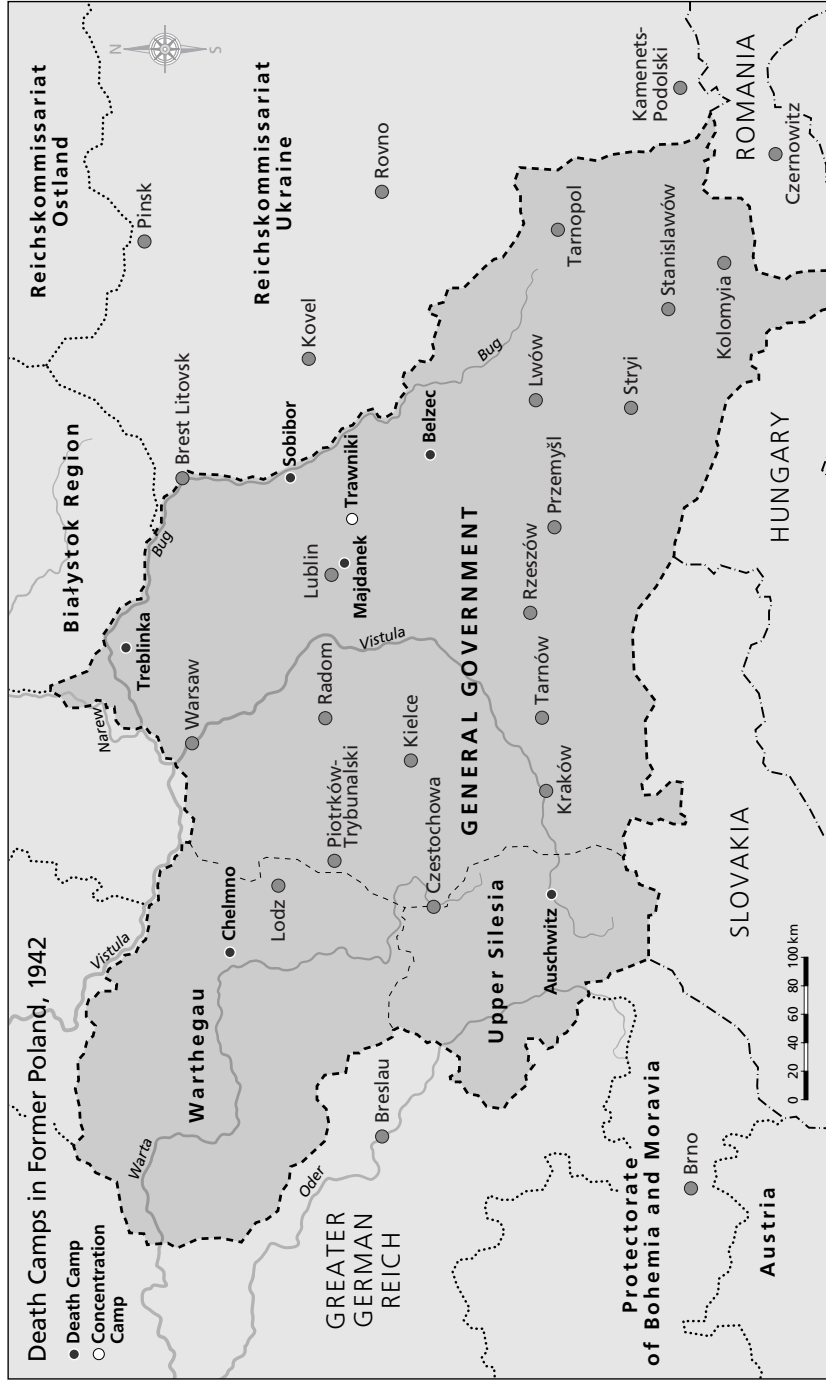 Death Camps in Former Poland, 1942
Death Camp
Concentration
Camp
N
S
Reichskommissariat
Ostland
Białystok Region
Pinsk
Reichskommissariat
Ukraine
Rovno
Kovel
Brest Litovsk
Bug
Treblinka
Narew
Vistula
Warsaw
Sobibor
Trawniki
Lublin
Majdanek
Vistula
Radom
Piotrków-
Trybunalski
Kielce
Chelmno
Lodz
Warthegau
Warta
Oder
Breslau
GREATER
GERMAN
REICH
Czestochowa
GENERAL GOVERNMENT
Belzec
Bug
Kamenets-
Podolski
ROMANIA
Czernowitz
Tarnopol
Lwów
Przemyśl
Rzeszów
Tarnów
Kraków
Upper Silesia
Auschwitz
Stryi
Stanisławów
Kolomyia
HUNGARY
SLOVAKIA
Protectorate
of Bohemia and Moravia
Brno
Austria
0 20 40 60 80 100 km